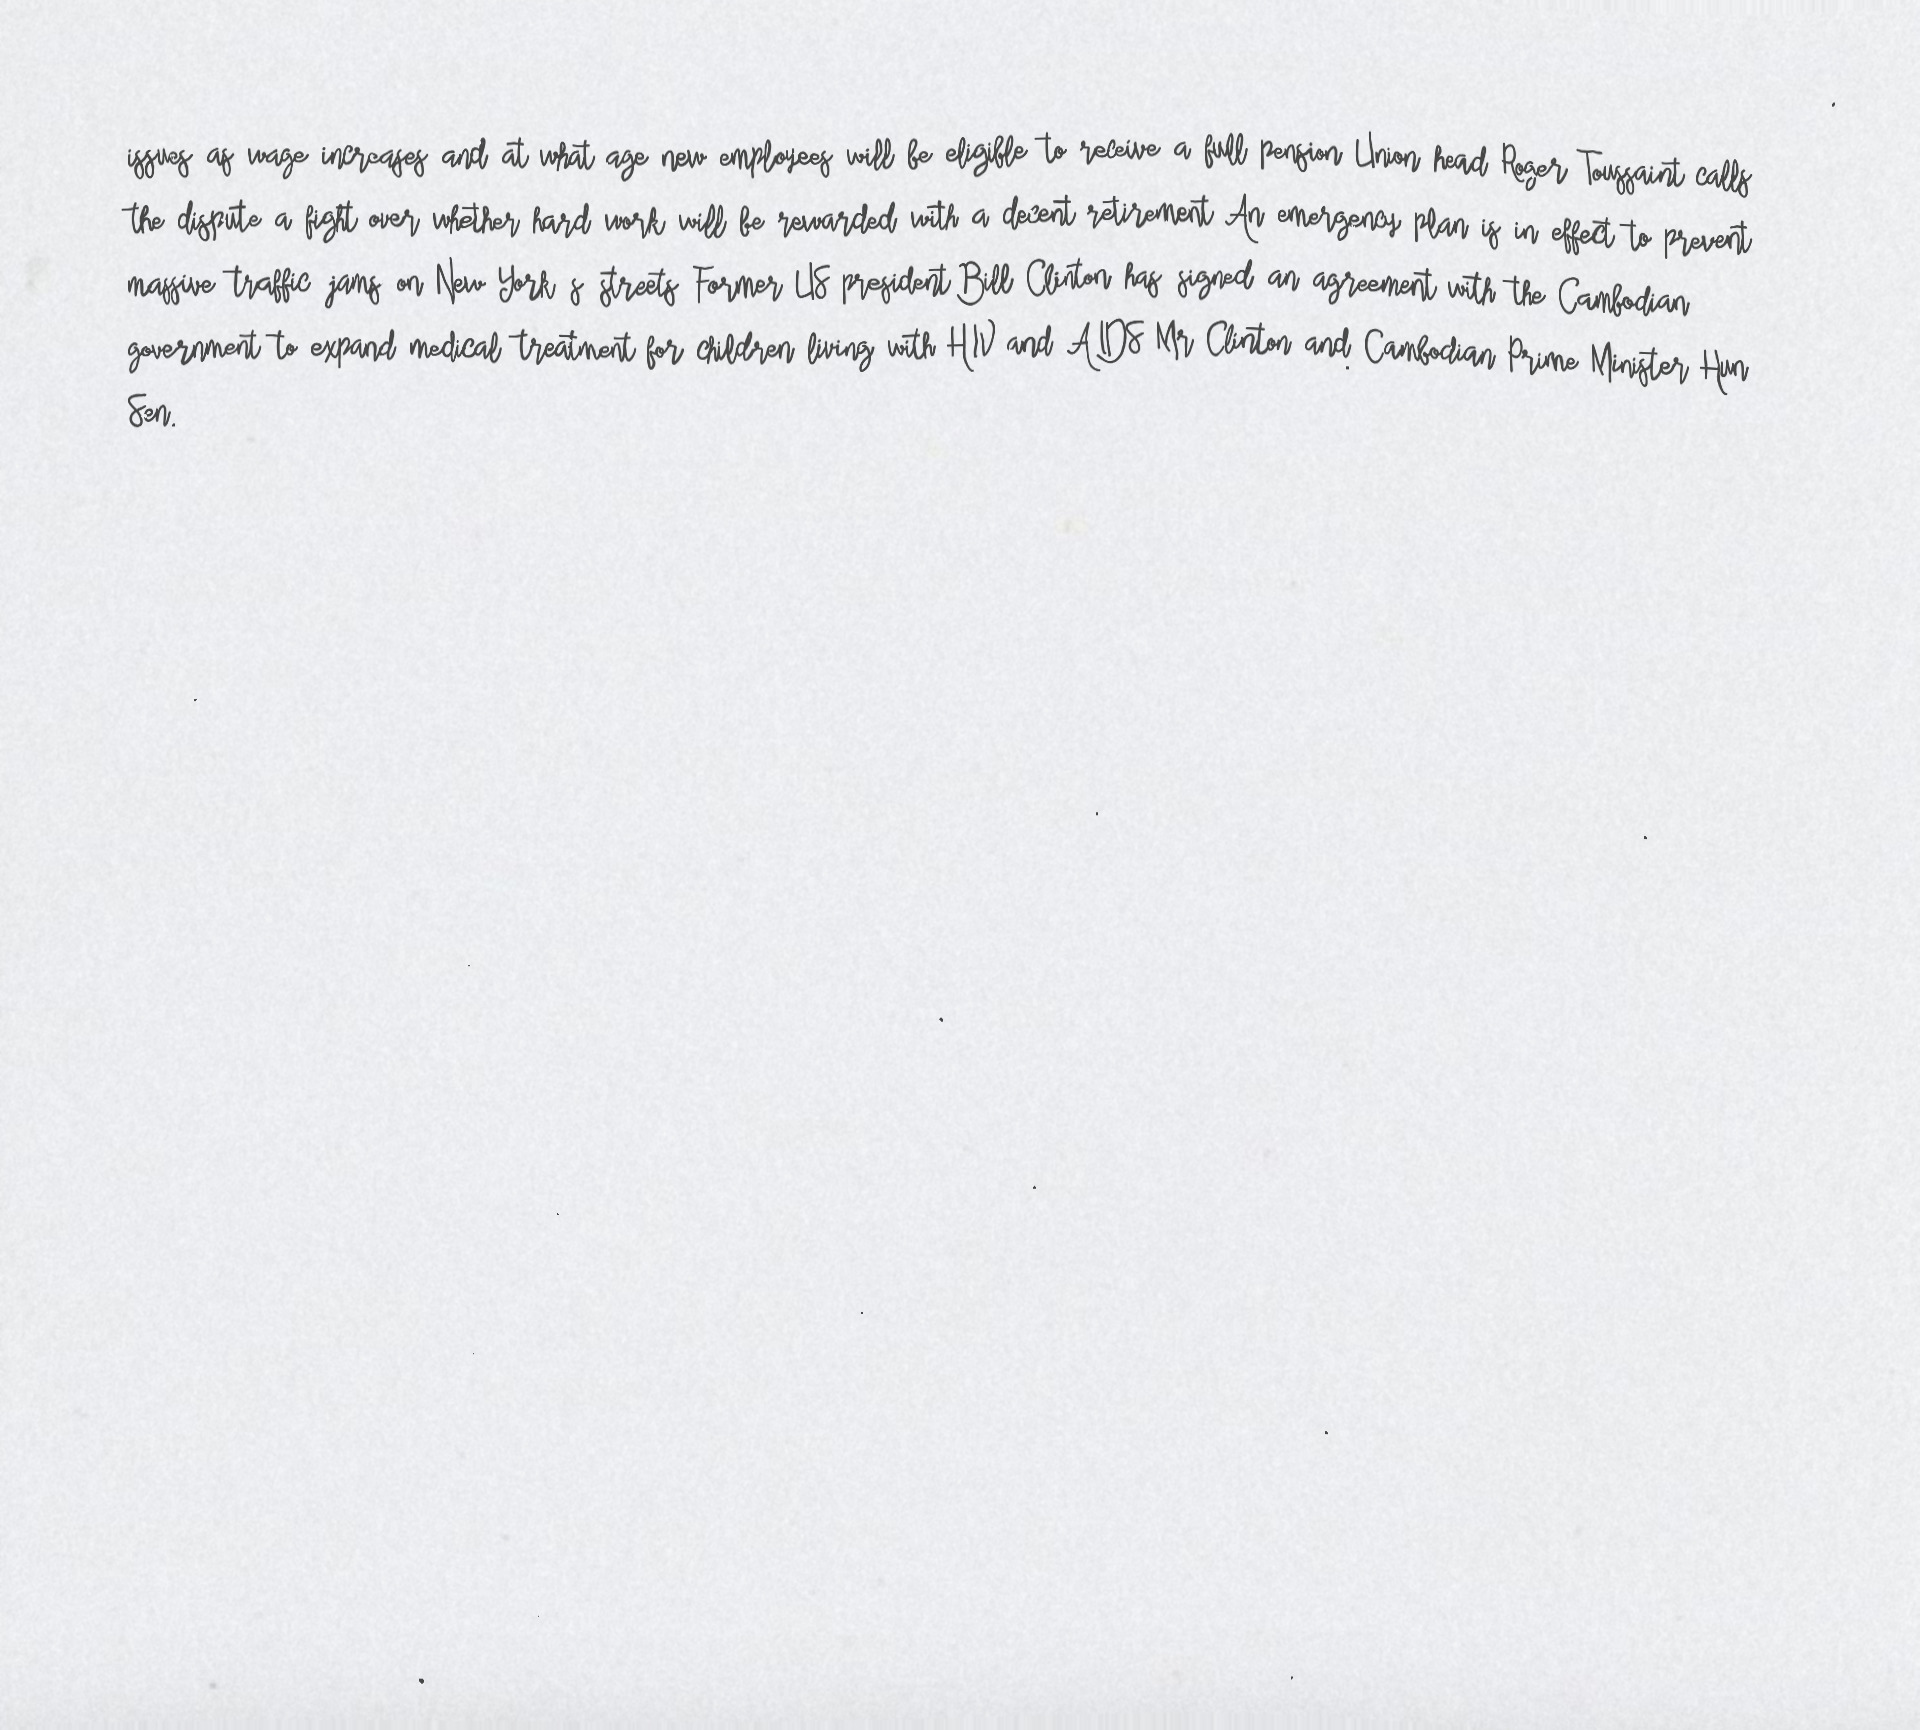 issues as wage increases and at what age new employees will be eligible to receive a full pension Union head Roger Toussaint calls
the dispute a fight over whether hard work will be rewarded with a decent retirement An emergency plan is in effect to prevent
massive traffic jams on New York s streets Former US president Bill Clinton has signed an agreement with the Cambodian
government to expand medical treatment for children living with HIV and AIDS Mr Clinton and Cambodian Prime Minister Hun
Sen.